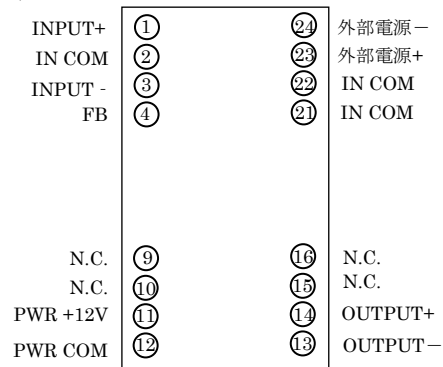 INPUT+ 1 24 外部電源－
IN COM 2 23 外部電源+
INPUT - 3 22 IN COM
FB 4 21 IN COM
N.C. 9 16 N.C.
N.C. 10 15 N.C.
PWR +12V 11 14 OUTPUT+
PWR COM 12 13 OUTPUT－